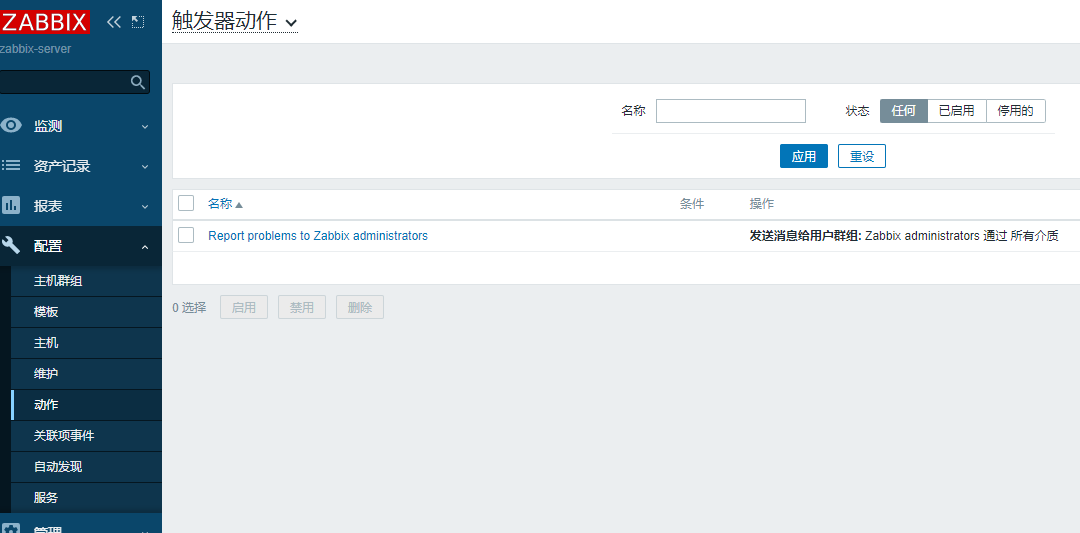 ZABBIX
zabbix-server
监测
资产记录
报表
配置
主机群组
模板
主机
维护
动作
关联项事件
自动发现
服务
管理
触发器动作
名称 状态 任何 已启用 停用的
应用 重设
名称 条件 操作
Report problems to Zabbix administrators 发送消息给用户群组: Zabbix administrators 通过 所有介质
0 选择 启用 禁用 删除